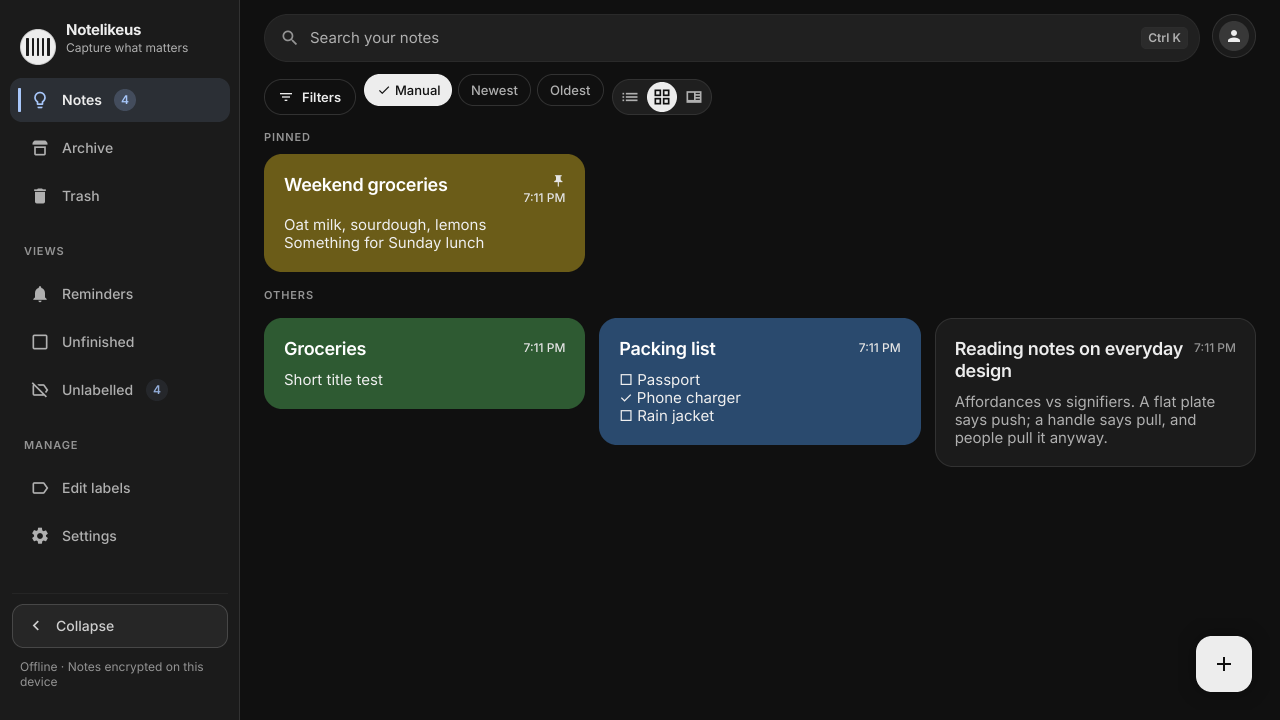 Notelikeus
Capture what matters
Notes 4
Archive
Trash
VIEWS
Reminders
Unfinished
Unlabelled 4
MANAGE
Edit labels
Settings
Collapse
Offline · Notes encrypted on this
device
Search your notes
Ctrl K
Filters
Manual
Newest
Oldest
PINNED
Weekend groceries
7:11 PM
Oat milk, sourdough, lemons
Something for Sunday lunch
OTHERS
Groceries
7:11 PM
Short title test
Packing list
7:11 PM
☐ Passport
✓ Phone charger
☐ Rain jacket
Reading notes on everyday
design
7:11 PM
Affordances vs signifiers. A flat plate
says push; a handle says pull, and
people pull it anyway.